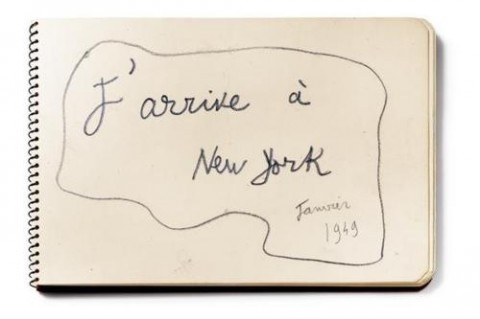 J'arrive à
New York
Janvier
1949